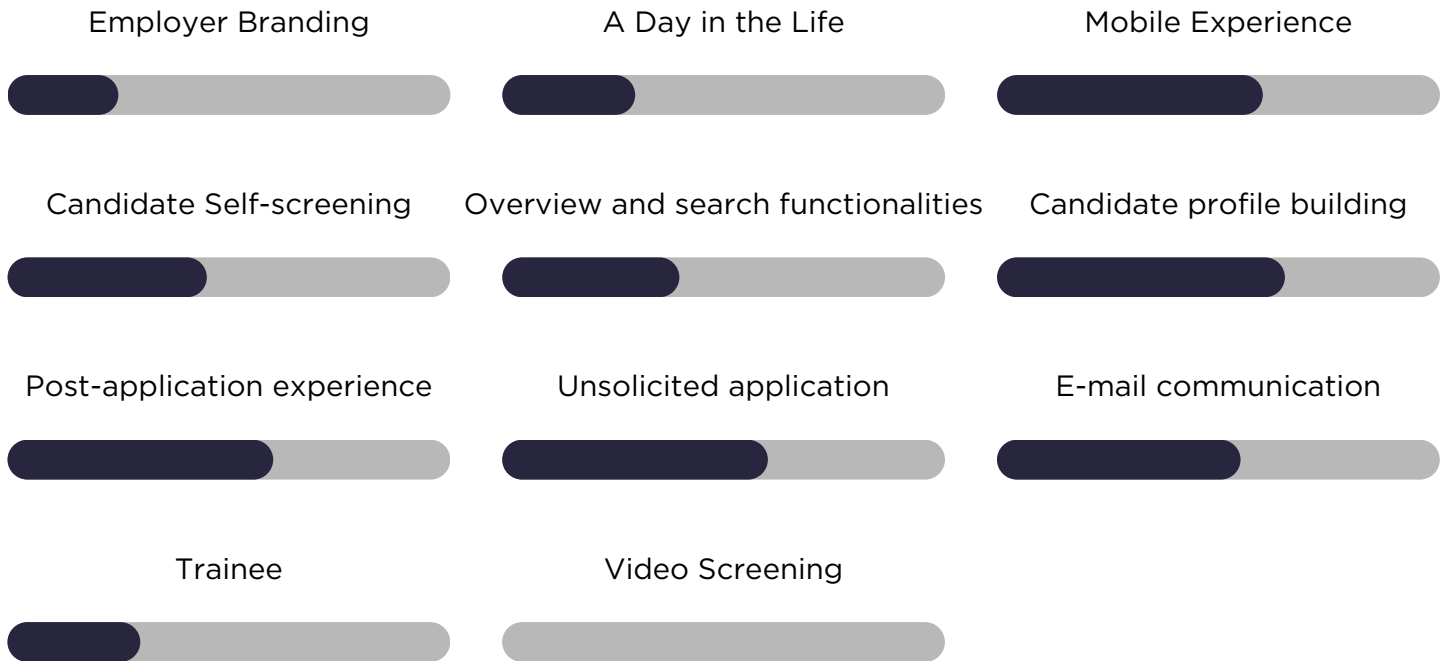 Employer Branding
A Day in the Life
Mobile Experience
Candidate Self-screening
Overview and search functionalities
Candidate profile building
Post-application experience
Unsolicited application
E-mail communication
Trainee
Video Screening